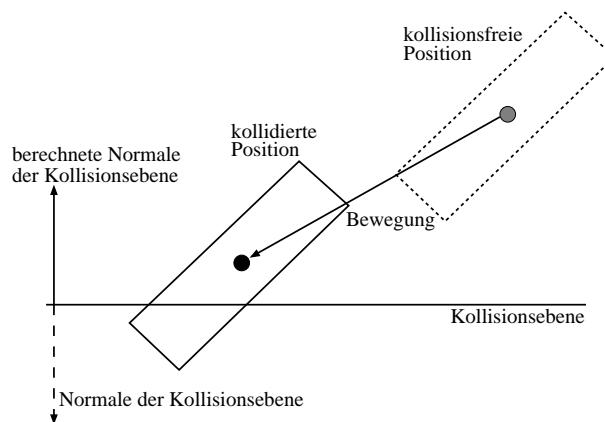 kollisionsfreie
Position
kollidierte
Position
berechnete Normale
der Kollisionsebene
Bewegung
Kollisionsebene
Normale der Kollisionsebene